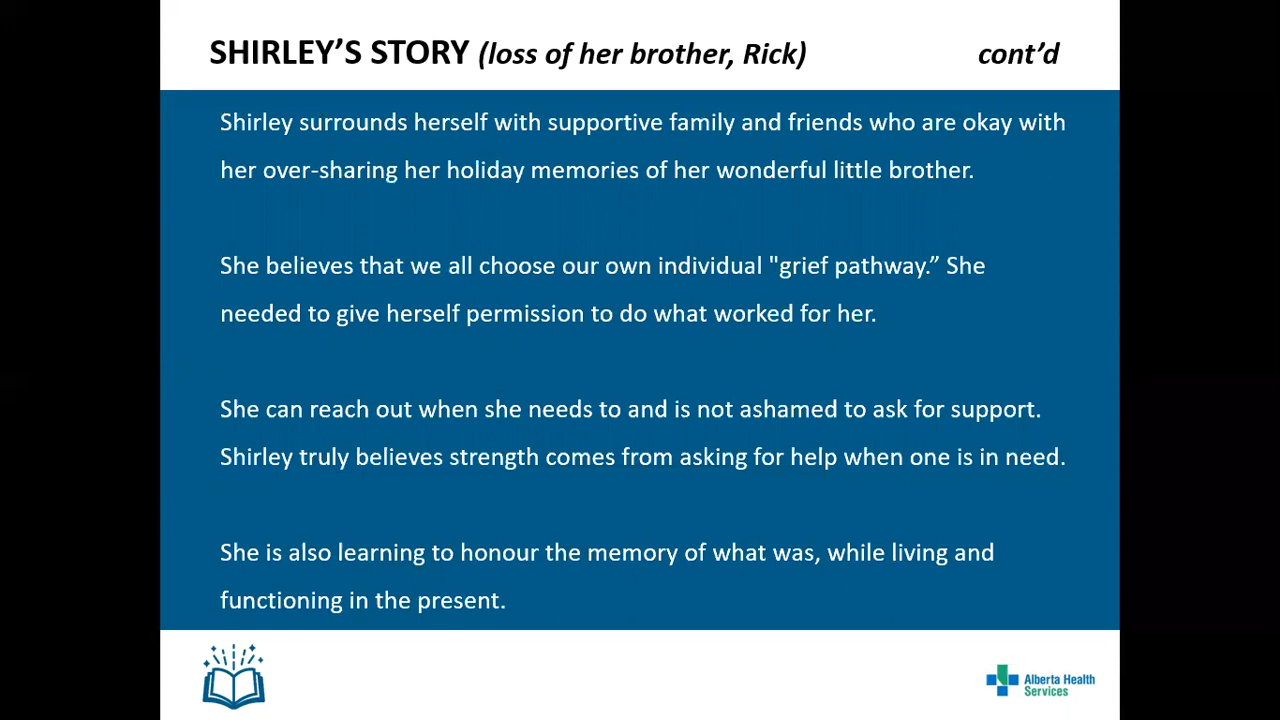 SHIRLEY’S STORY (loss of her brother, Rick) cont’d
Shirley surrounds herself with supportive family and friends who are okay with
her over-sharing her holiday memories of her wonderful little brother.
She believes that we all choose our own individual "grief pathway.” She
needed to give herself permission to do what worked for her.
She can reach out when she needs to and is not ashamed to ask for support.
Shirley truly believes strength comes from asking for help when one is in need.
She is also learning to honour the memory of what was, while living and
functioning in the present.
Alberta Health
Services